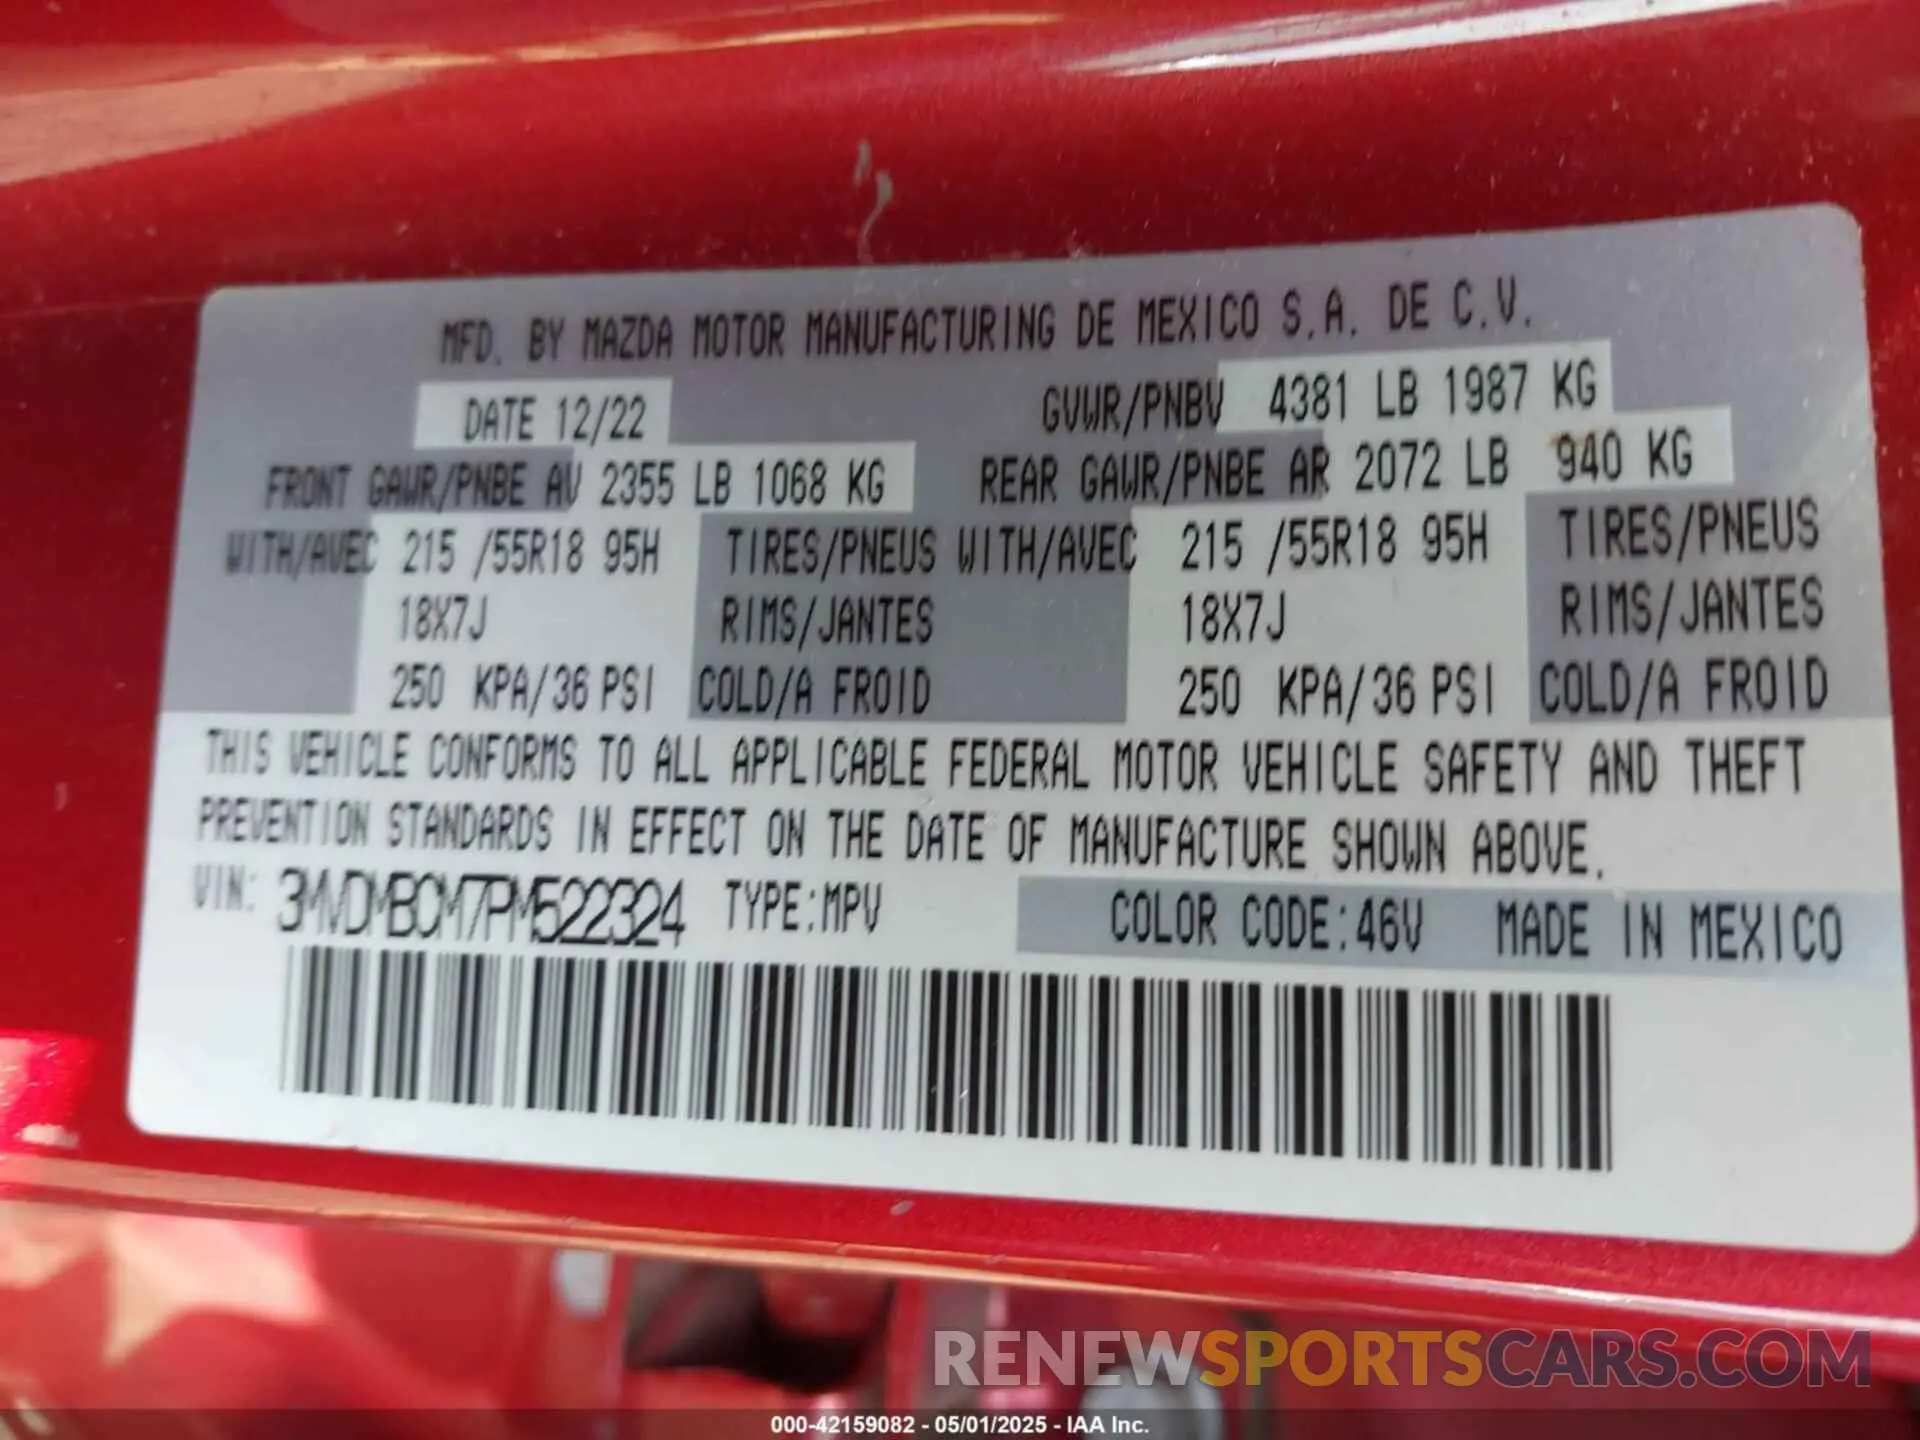 MFD. BY MAZDA MOTOR MANUFACTURING DE MEXICO S.A. DE C.V.
DATE 12/22 GVWR/PNBV 4381 LB 1987 KG
FRONT GAWR/PNBE AV 2355 LB 1068 KG REAR GAWR/PNBE AR 2072 LB 940 KG
WITH/AVEC 215 /55R18 95H TIRES/PNEUS WITH/AVEC 215 /55R18 95H TIRES/PNEUS
18X7J RIMS/JANTES 18X7J RIMS/JANTES
250 KPA/36 PSI COLD/A FROID 250 KPA/36 PSI COLD/A FROID
THIS VEHICLE CONFORMS TO ALL APPLICABLE FEDERAL MOTOR VEHICLE SAFETY AND THEFT
PREVENTION STANDARDS IN EFFECT ON THE DATE OF MANUFACTURE SHOWN ABOVE.
VIN: 3MVDMBCM7PM522324 TYPE:MPV COLOR CODE:46V MADE IN MEXICO
RENEWSPORTSCARS.COM
000-42159082 - 05/01/2025 - IAA Inc.